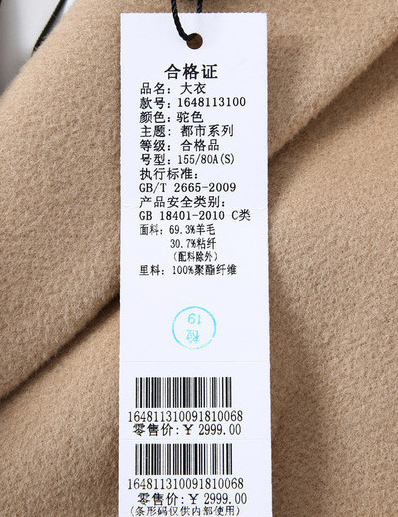 合格证
品名：大衣
款号：1648113100
颜色：驼色
主题：都市系列
等级：合格品
号型：155/80A(S)
执行标准：
GB/T 2665-2009
产品安全类别：
GB 18401-2010 C类
面料：69.3%羊毛
30.7%粘纤
(配料除外)
里料：100%聚酯纤维
检
19
164811310091810068
零售价:￥2999.00
164811310091810068
零售价:￥2999.00
(条形码仅供内部使用)